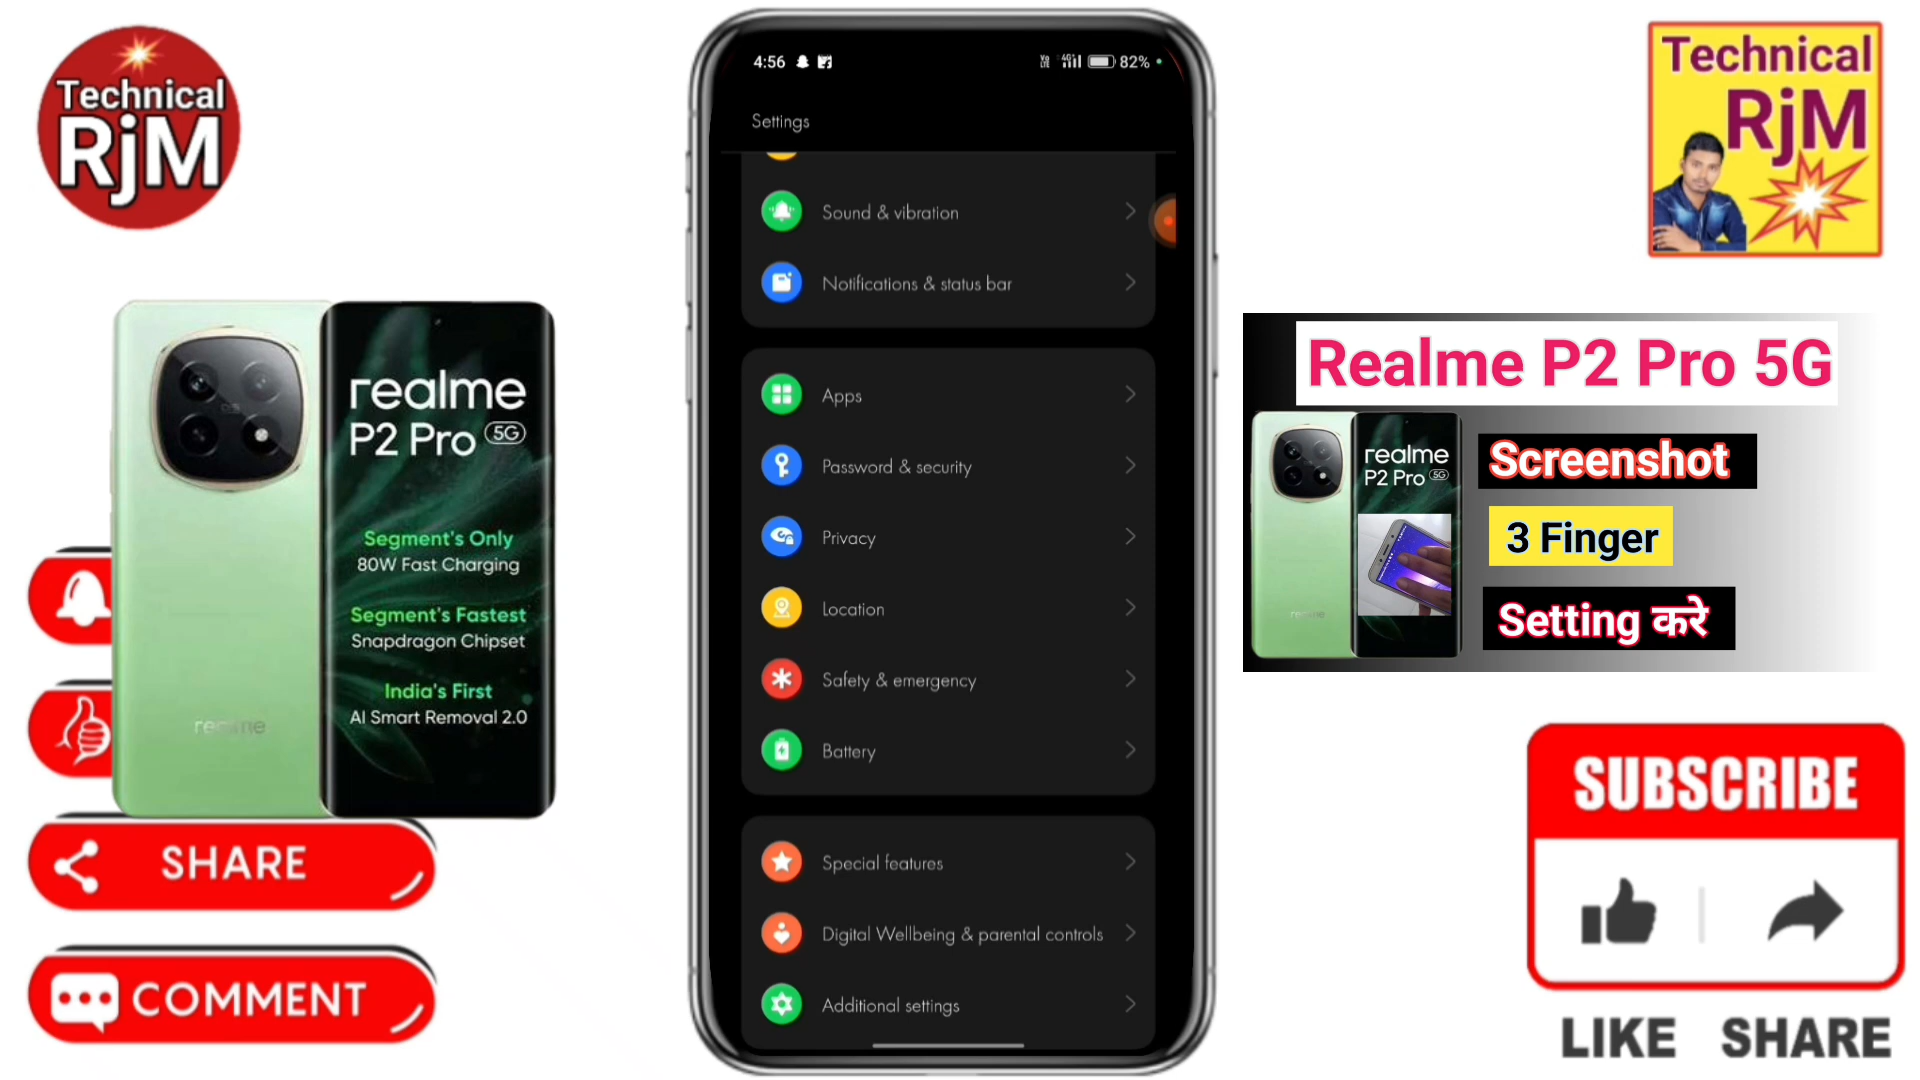 Technical
RjM
realme
P2 Pro 5G
Segment's Only
80W Fast Charging
Segment's Fastest
Snapdragon Chipset
India's First
AI Smart Removal 2.0
realme
SHARE
COMMENT
4:56
82%
Settings
Sound & vibration
Notifications & status bar
Apps
Password & security
Privacy
Location
Safety & emergency
Battery
Special features
Digital Wellbeing & parental controls
Additional settings
Technical
RjM
Realme P2 Pro 5G
realme
P2 Pro 5G
Screenshot
3 Finger
Setting करे
SUBSCRIBE
LIKE SHARE